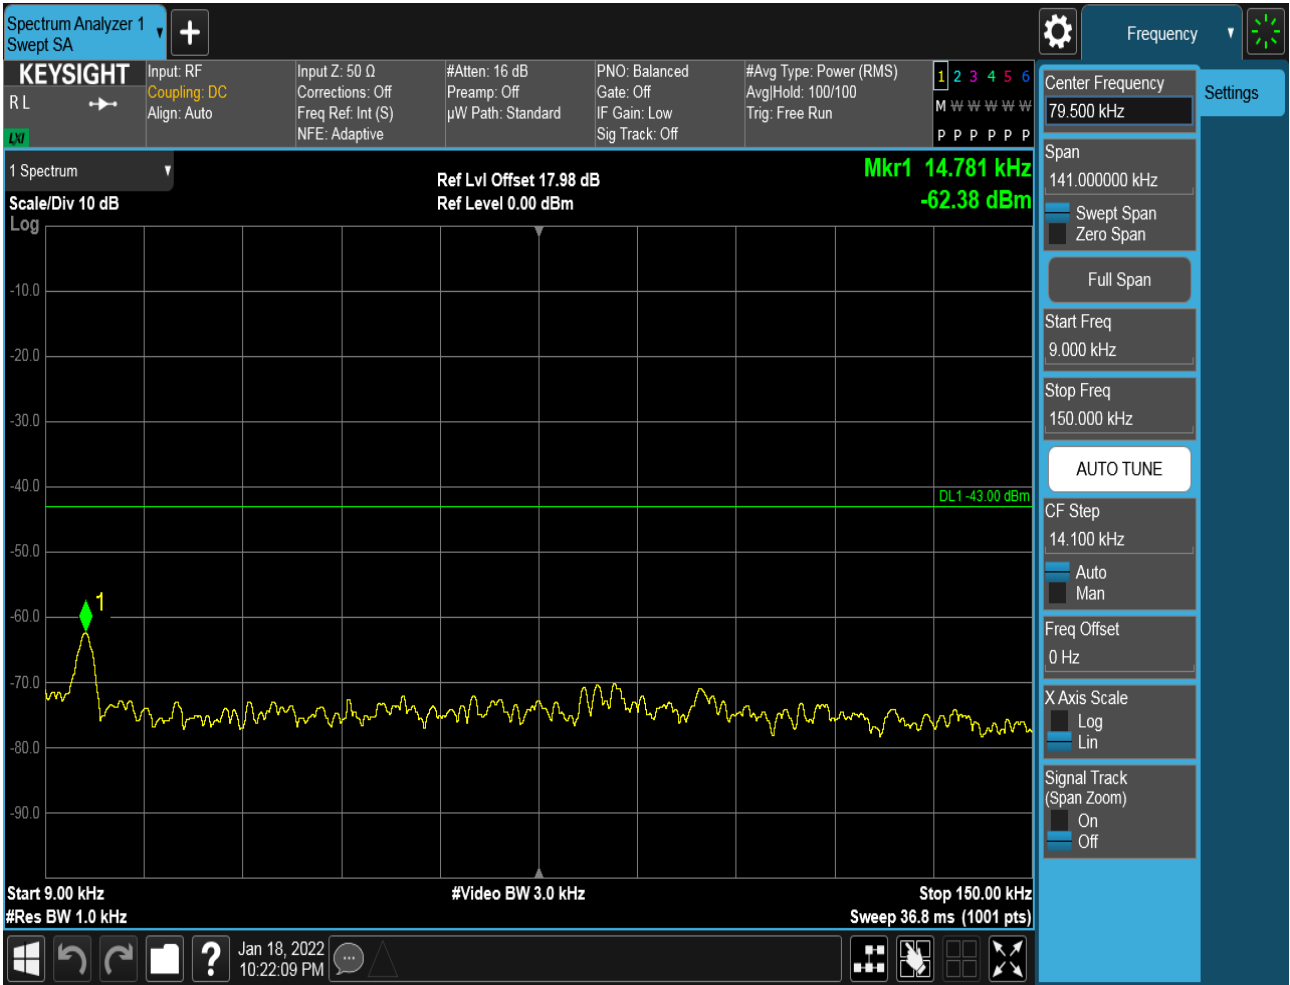 Spectrum Analyzer 1
Swept SA
Frequency
KEYSIGHT
R L
LXI
Input: RF
Coupling: DC
Align: Auto
Input Z: 50 Ω
Corrections: Off
Freq Ref: Int (S)
NFE: Adaptive
#Atten: 16 dB
Preamp: Off
µW Path: Standard
PNO: Balanced
Gate: Off
IF Gain: Low
Sig Track: Off
#Avg Type: Power (RMS)
Avg|Hold: 100/100
Trig: Free Run
1 2 3 4 5 6
M W W W W W
P P P P P P
1 Spectrum
Scale/Div 10 dB
Log
Ref Lvl Offset 17.98 dB
Ref Level 0.00 dBm
Mkr1 14.781 kHz
-62.38 dBm
-10.0
-20.0
-30.0
-40.0
-50.0
-60.0
-70.0
-80.0
-90.0
DL1 -43.00 dBm
1
Start 9.00 kHz
#Res BW 1.0 kHz
#Video BW 3.0 kHz
Stop 150.00 kHz
Sweep 36.8 ms (1001 pts)
Center Frequency
79.500 kHz
Settings
Span
141.000000 kHz
Swept Span
Zero Span
Full Span
Start Freq
9.000 kHz
Stop Freq
150.000 kHz
AUTO TUNE
CF Step
14.100 kHz
Auto
Man
Freq Offset
0 Hz
X Axis Scale
Log
Lin
Signal Track
(Span Zoom)
On
Off
?
Jan 18, 2022
10:22:09 PM